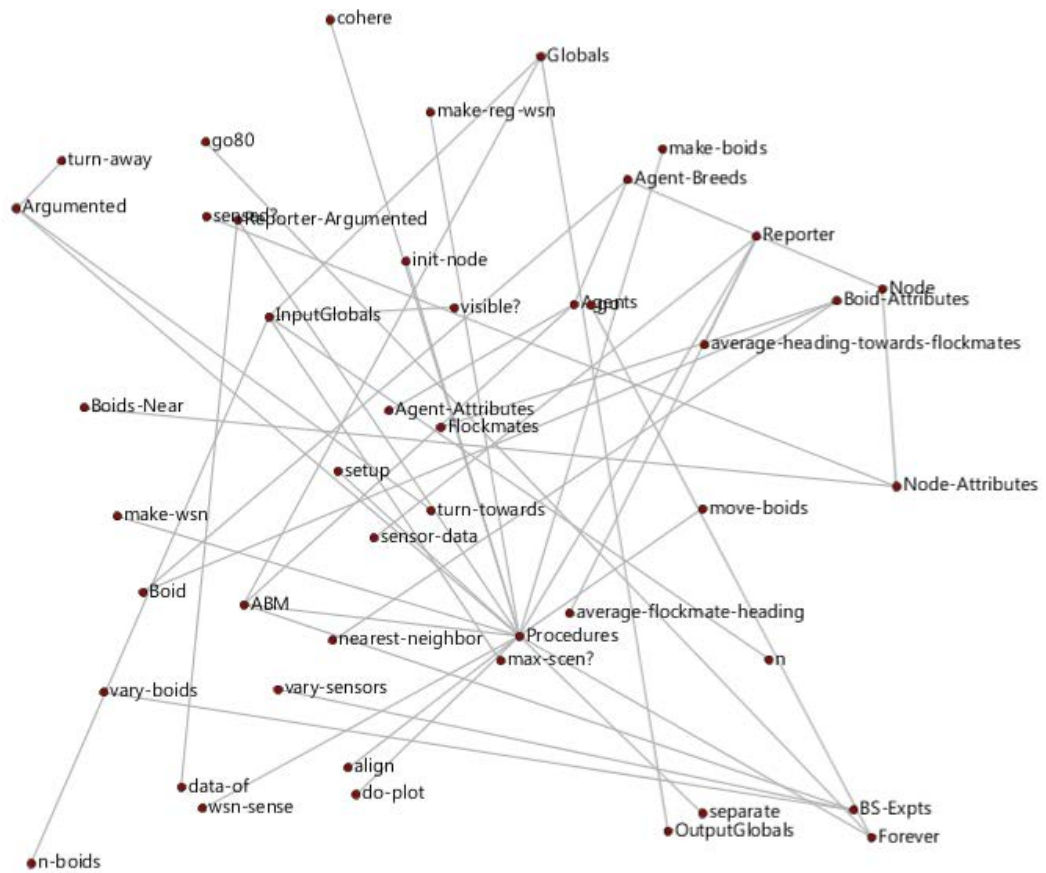 cohere
Globals
make-reg-wsn
go80
make-boids
turn-away
Agent-Breeds
Argumented
sensed?
Reporter-Argumented
Reporter
init-node
Node
Boid-Attributes
Agents
go
visible?
InputGlobals
average-heading-towards-flockmates
Boids-Near
Agent-Attributes
Flockmates
setup
Node-Attributes
make-wsn
turn-towards
move-boids
sensor-data
Boid
ABM
average-flockmate-heading
nearest-neighbor
Procedures
max-scen?
n
vary-boids
vary-sensors
align
data-of
do-plot
wsn-sense
separate
BS-Expts
OutputGlobals
Forever
n-boids